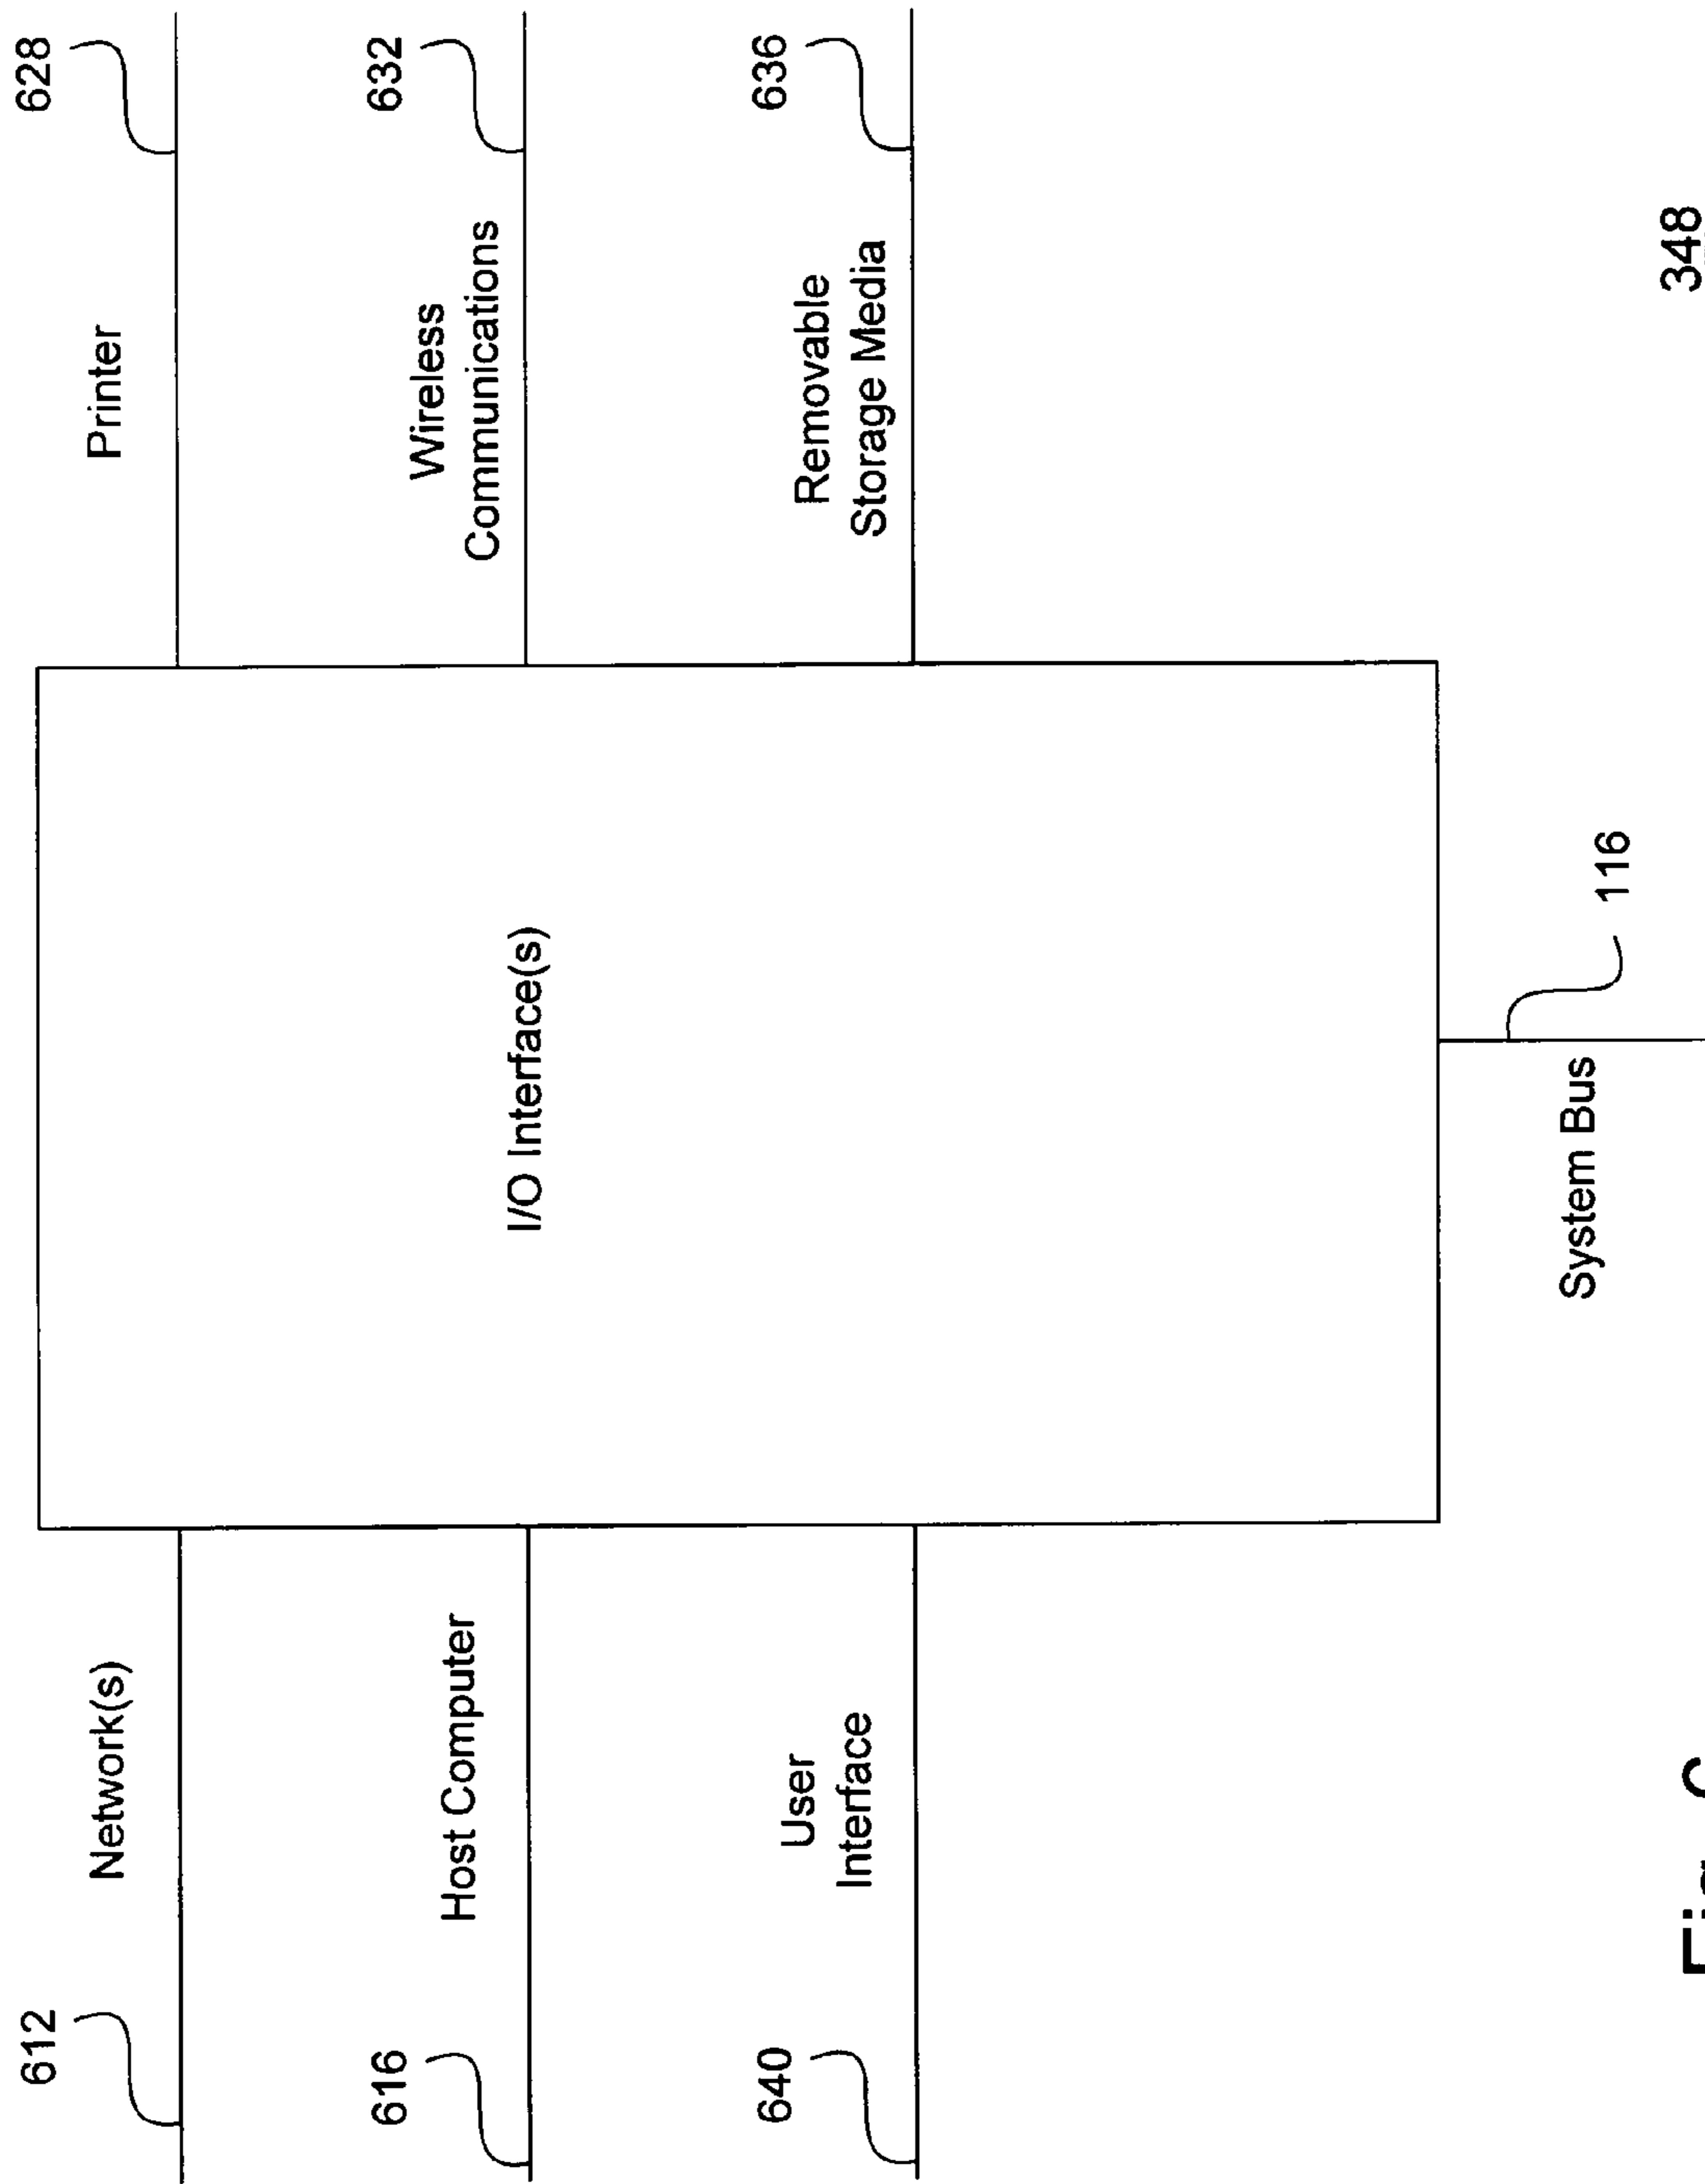 612
628
Network(s)
Printer
616
632
Host Computer
Wireless
Communications
I/O Interface(s)
640
636
User
Interface
Removable
Storage Media
System Bus
116
348